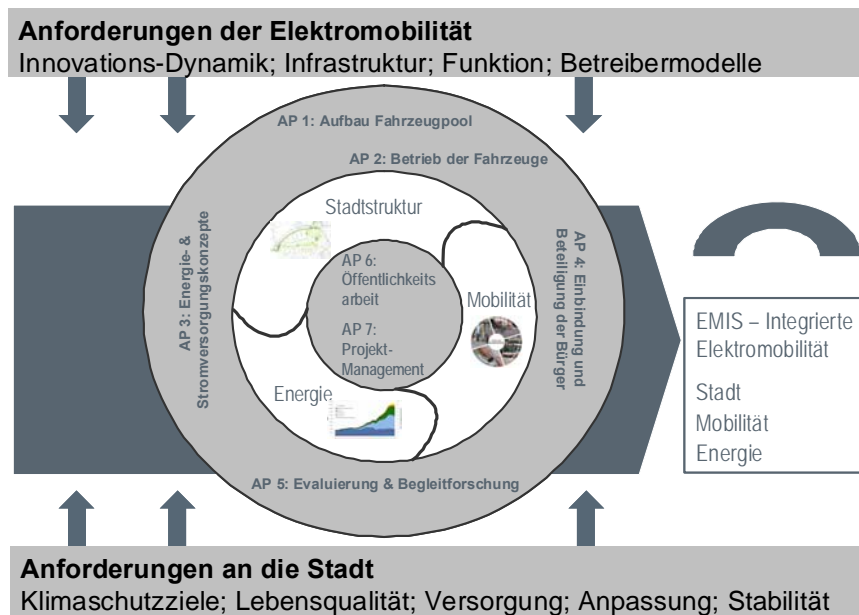 Anforderungen der Elektromobilität
Innovations-Dynamik; Infrastruktur; Funktion; Betreibermodelle
AP 1: Aufbau Fahrzeugpool
AP 2: Betrieb der Fahrzeuge
AP 3: Energie- &
Stromversorgungskonzepte
Stadtstruktur
AP 6:
Öffentlichkeits
arbeit
AP 7:
Projekt-
Management
Mobilität
Energie
AP 4: Einbindung und
Beteiligung der Bürger
AP 5: Evaluierung & Begleitforschung
EMIS – Integrierte
Elektromobilität
Stadt
Mobilität
Energie
Anforderungen an die Stadt
Klimaschutzziele; Lebensqualität; Versorgung; Anpassung; Stabilität